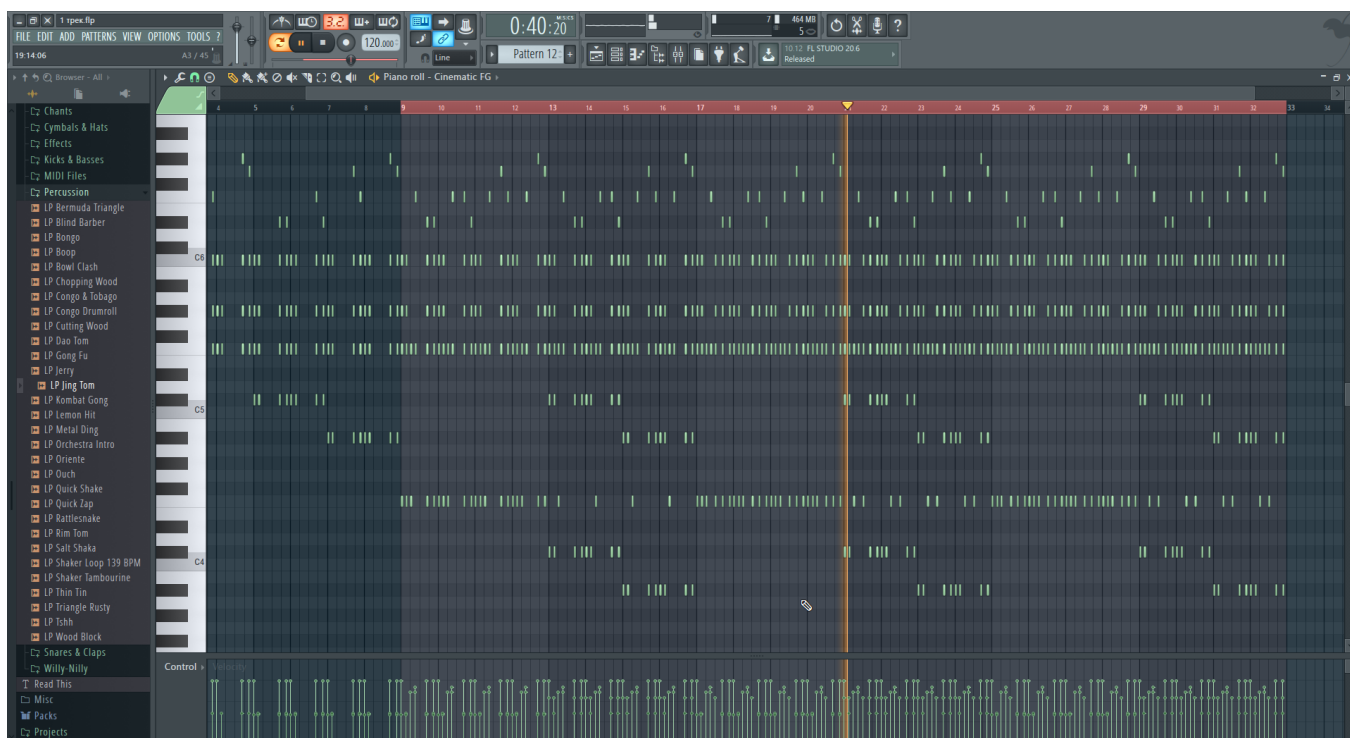 1 трек.flp
FILE EDIT ADD PATTERNS VIEW OPTIONS TOOLS ?
19:14:06 A3 / 45
3.2.
120.000
Line
0:40:20
M:S:CS
Pattern 12
+
7 464 MB
5
?
10.12 FL STUDIO 20.6
Released
Browser - All
Piano roll - Cinematic FG
4 5 6 7 8 9 10 11 12 13 14 15 16 17 18 19 20 22 23 24 25 26 27 28 29 30 31 32 33 34
Chants
Cymbals & Hats
Effects
Kicks & Basses
MIDI Files
Percussion
LP Bermuda Triangle
LP Blind Barber
LP Bongo
LP Boop
LP Bowl Clash
LP Chopping Wood
LP Congo & Tobago
LP Congo Drumroll
LP Cutting Wood
LP Dao Tom
LP Gong Fu
LP Jerry
LP Jing Tom
LP Kombat Gong
LP Lemon Hit
LP Metal Ding
LP Orchestra Intro
LP Oriente
LP Ouch
LP Quick Shake
LP Quick Zap
LP Rattlesnake
LP Rim Tom
LP Salt Shaka
LP Shaker Loop 139 BPM
LP Shaker Tambourine
LP Thin Tin
LP Triangle Rusty
LP Tshh
LP Wood Block
Snares & Claps
Willy-Nilly
Read This
Misc
Packs
Projects
C6
C5
C4
Control
Velocity